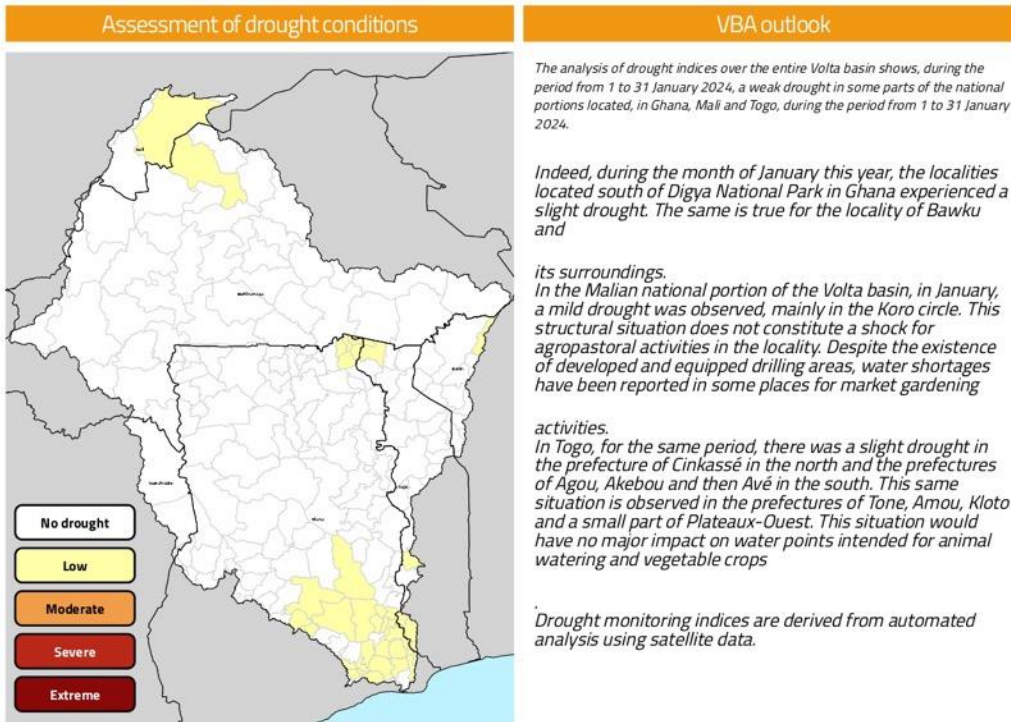 Assessment of drought conditions
VBA outlook
The analysis of drought indices over the entire Volta basin shows, during the
period from 1 to 31 January 2024, a weak drought in some parts of the national
portions located, in Ghana, Mali and Togo, during the period from 1 to 31 January
2024.
Indeed, during the month of January this year, the localities
located south of Digya National Park in Ghana experienced a
slight drought. The same is true for the locality of Bawku
and
its surroundings.
In the Malian national portion of the Volta basin, in January,
a mild drought was observed, mainly in the Koro circle. This
structural situation does not constitute a shock for
agropastoral activities in the locality. Despite the existence
of developed and equipped drilling areas, water shortages
have been reported in some places for market gardening
activities.
In Togo, for the same period, there was a slight drought in
the prefecture of Cinkassé in the north and the prefectures
of Agou, Akebou and then Avé in the south. This same
situation is observed in the prefectures of Tone, Amou, Kloto
and a small part of Plateaux-Ouest. This situation would
have no major impact on water points intended for animal
watering and vegetable crops
.
Drought monitoring indices are derived from automated
analysis using satellite data.
No drought
Low
Moderate
Severe
Extreme